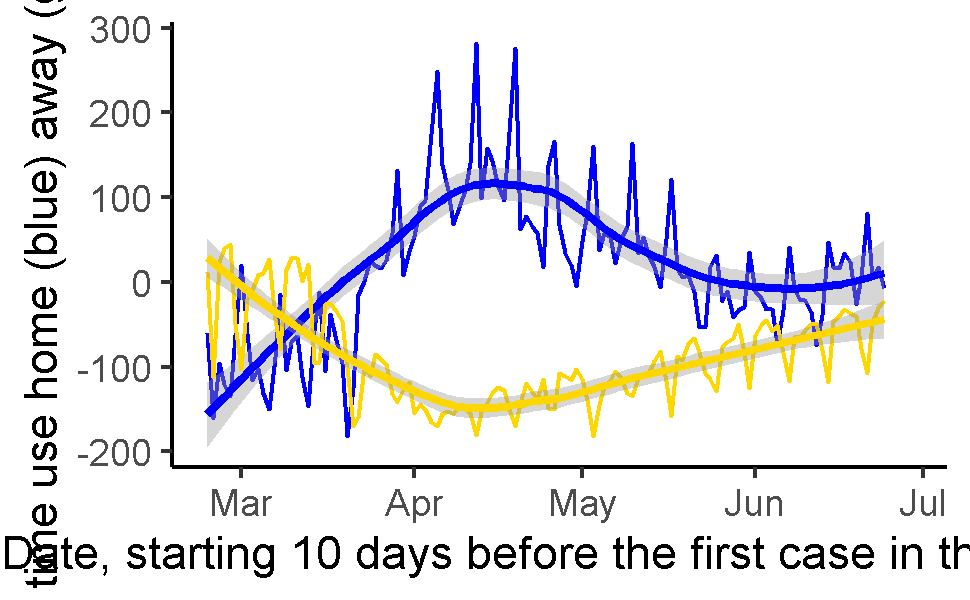 time use home (blue) away (
300
200
100
0
-100
-200
Mar Apr May Jun Jul
Date, starting 10 days before the first case in th